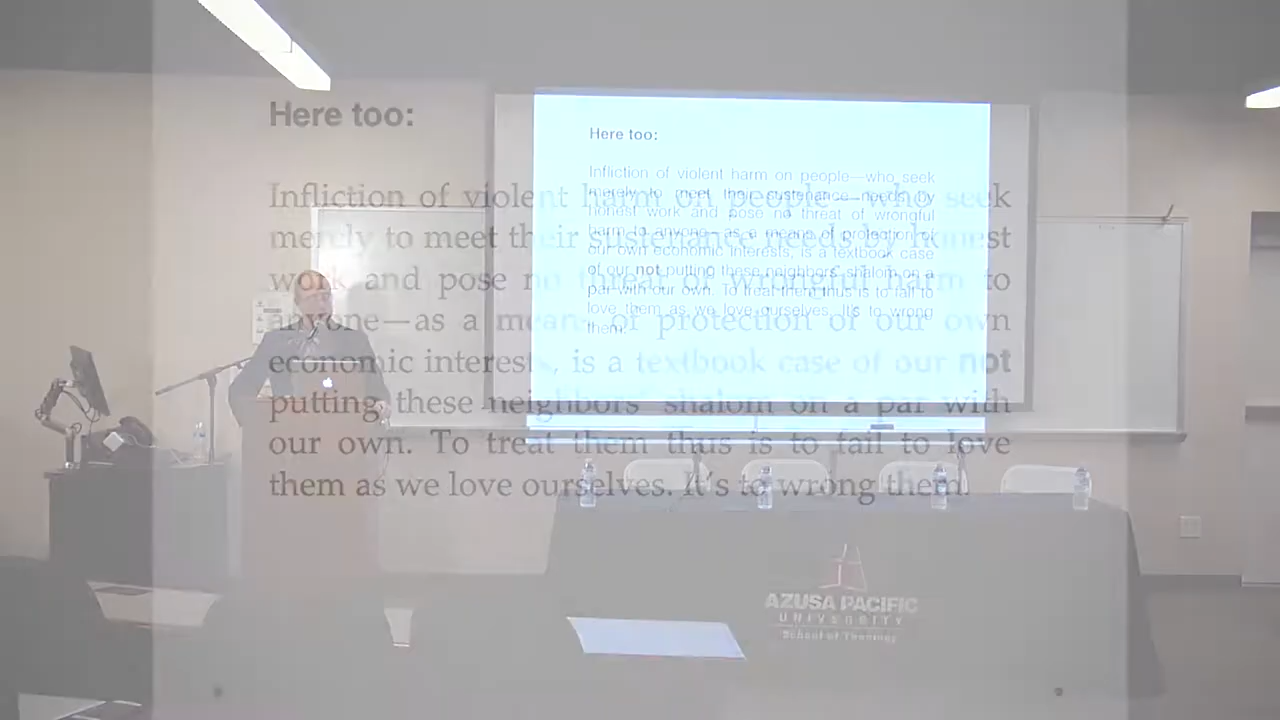 Here too:
Infliction of violent harm on people—who seek
merely to meet their sustenance needs by honest
work and pose no threat of wrongful harm to
anyone—as a means of protection of our own
economic interests, is a textbook case of our not
putting these neighbors' shalom on a par with
our own. To treat them thus is to fail to love
them as we love ourselves. It's to wrong them.
Here too:
Infliction of violent harm on people—who seek
merely to meet their sustenance needs by
honest work and pose no threat of wrongful
harm to anyone—as a means of protection of
our own economic interests, is a textbook case
of our not putting these neighbors' shalom on a
par with our own. To treat them thus is to fail to
love them as we love ourselves. It's to wrong
them.
AZUSA PACIFIC
UNIVERSITY
School of Theology